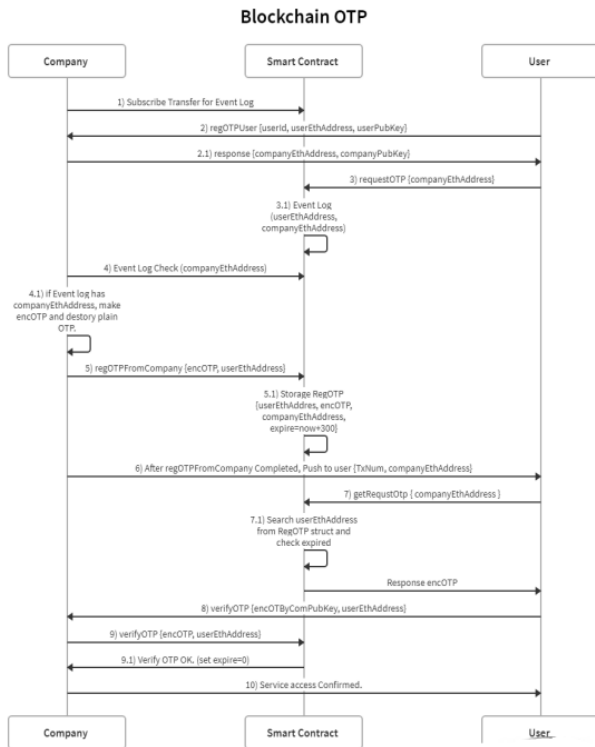 Blockchain OTP
Company
Smart Contract
User
1) Subscribe Transfer for Event Log
2) regOTPUser {userId, userEthAddress, userPubKey}
2.1) response {companyEthAddress, companyPubKey}
3) requestOTP {companyEthAddress}
3.1) Event Log
(userEthAddress,
companyEthAddress)
4) Event Log Check (companyEthAddress)
4.1) if Event log has
companyEthAddress, make
encOTP and destory plain
OTP.
5) regOTPFromCompany {encOTP, userEthAddress}
5.1) Storage RegOTP
{userEthAddres, encOTP,
companyEthAddress,
expire=now+300}
6) After regOTPFromCompany Completed, Push to user {TxNum, companyEthAddress}
7) getRequstOtp { companyEthAddress }
7.1) Search userEthAddress
from RegOTP struct and
check expired
Response encOTP
8) verifyOTP {encOTByComPubKey, userEthAddress}
9) verifyOTP {encOTP, userEthAddress}
9.1) Verify OTP OK. (set expire=0)
10) Service access Confirmed.
Company
Smart Contract
User